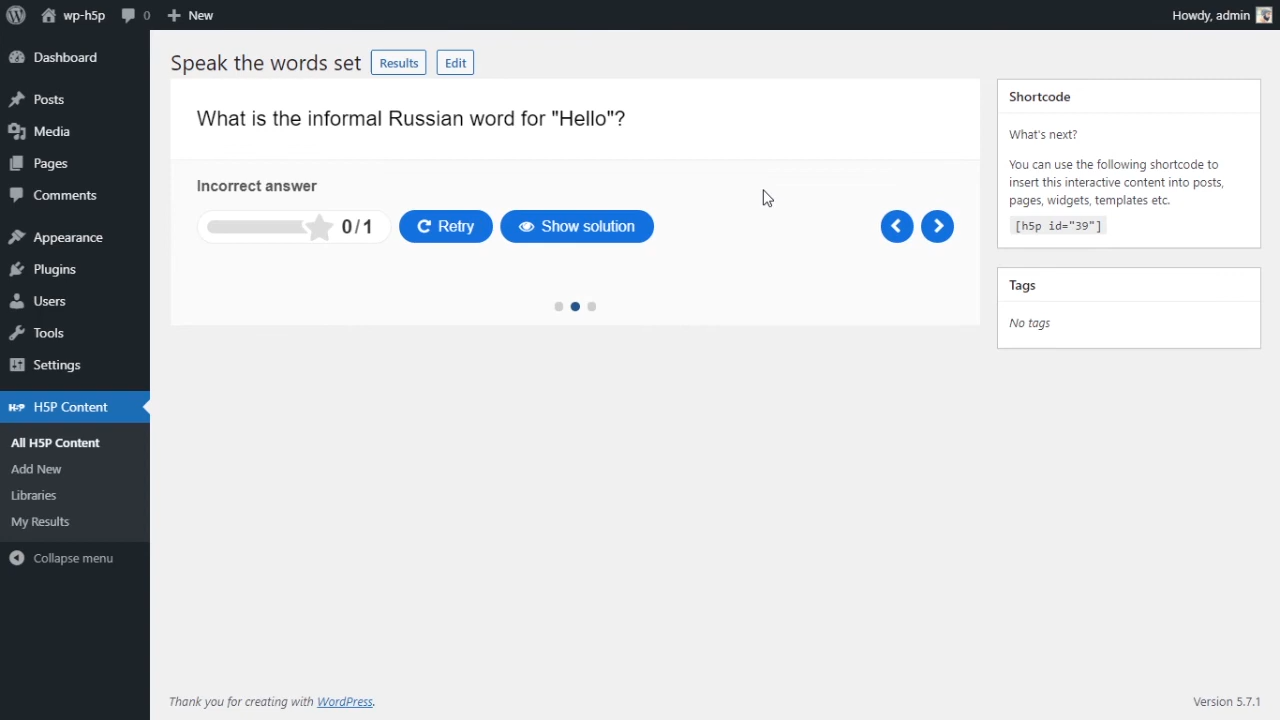 wp-h5p 0 New Howdy, admin
Dashboard
Posts
Media
Pages
Comments
Appearance
Plugins
Users
Tools
Settings
H5P Content
All H5P Content
Add New
Libraries
My Results
Collapse menu
Speak the words set Results Edit
What is the informal Russian word for "Hello"?
Incorrect answer
0/1 Retry Show solution
Shortcode
What's next?
You can use the following shortcode to
insert this interactive content into posts,
pages, widgets, templates etc.
[h5p id="39"]
Tags
No tags
Thank you for creating with WordPress. Version 5.7.1